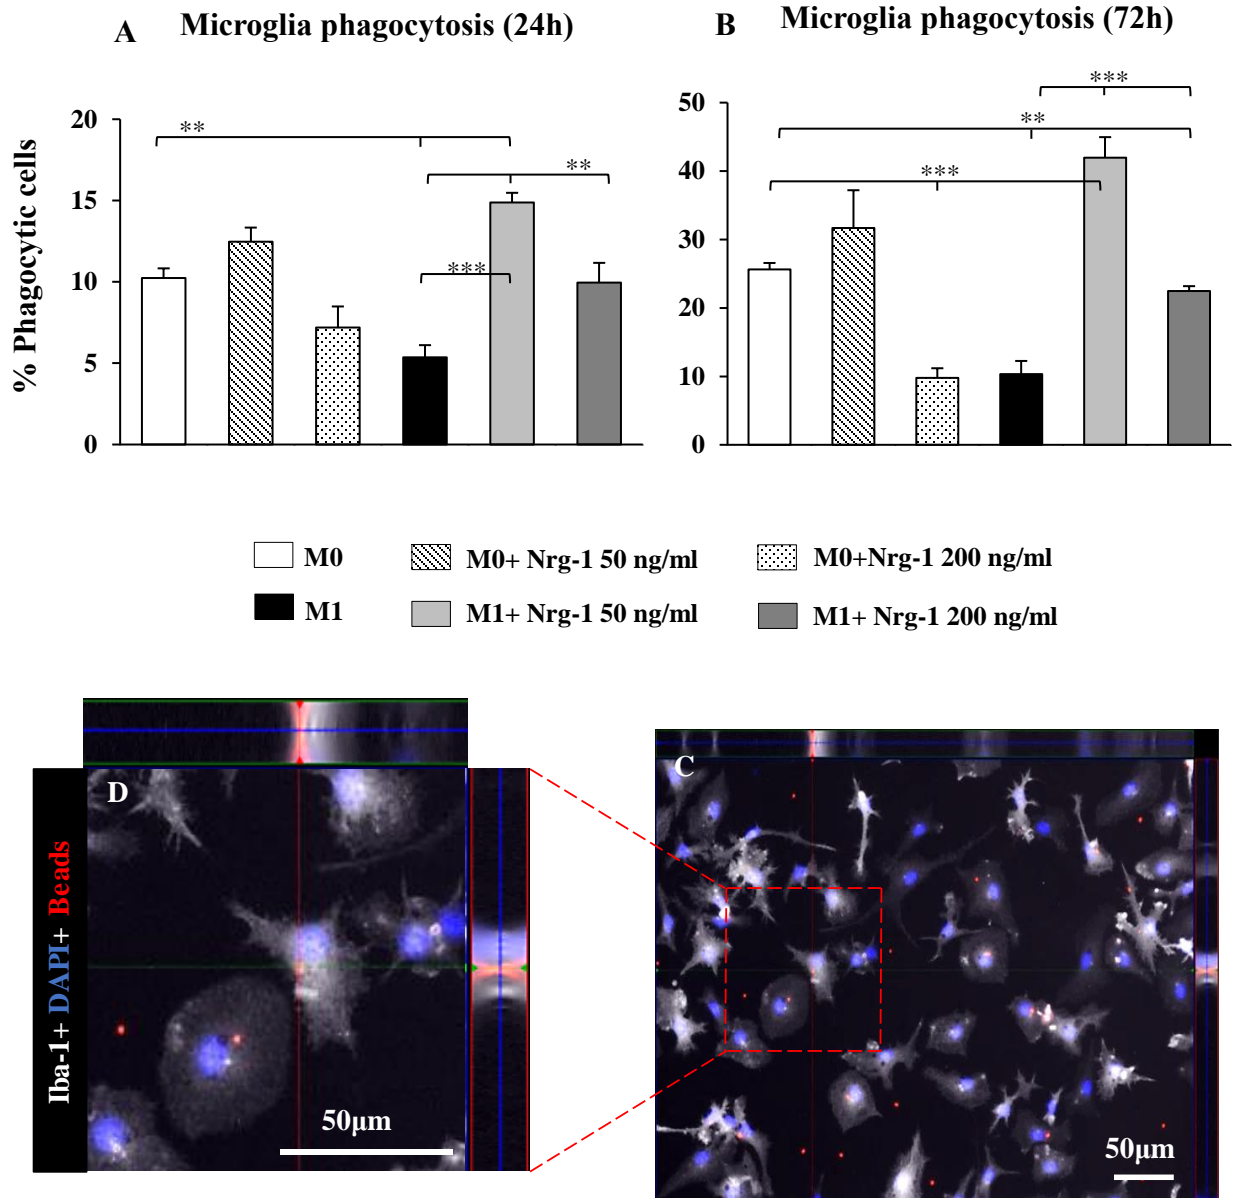 A Microglia phagocytosis (24h)
B Microglia phagocytosis (72h)
% Phagocytic cells
20
15
10
5
0
**
**
***
50
40
30
20
10
0
***
**
***
M0
M0+ Nrg-1 50 ng/ml
M0+Nrg-1 200 ng/ml
M1
M1+ Nrg-1 50 ng/ml
M1+ Nrg-1 200 ng/ml
D
Iba-1+ DAPI+ Beads
50μm
C
50μm